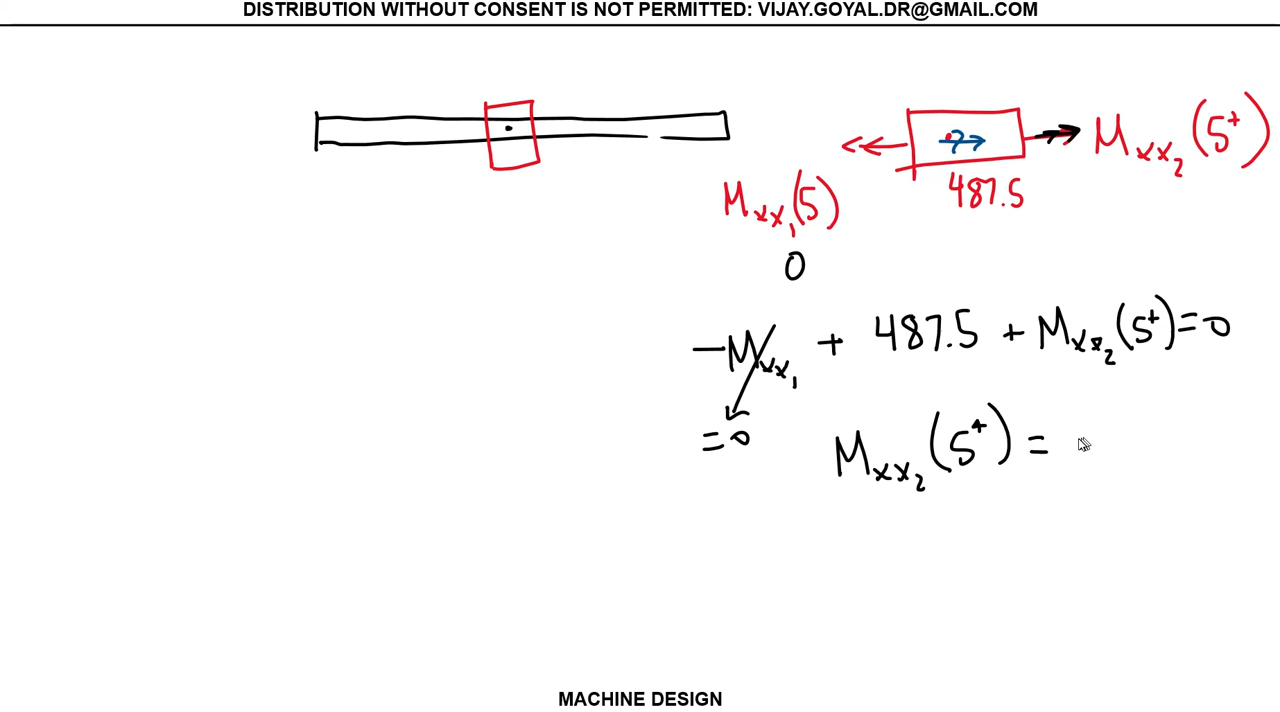 DISTRIBUTION WITHOUT CONSENT IS NOT PERMITTED: VIJAY.GOYAL.DR@GMAIL.COM
Mxx₂(5⁺)
487.5
Mxx₁(5)
0
-Mxx₁ + 487.5 + Mxx₂(5⁺)=0
=0
Mxx₂(5⁺) =
MACHINE DESIGN